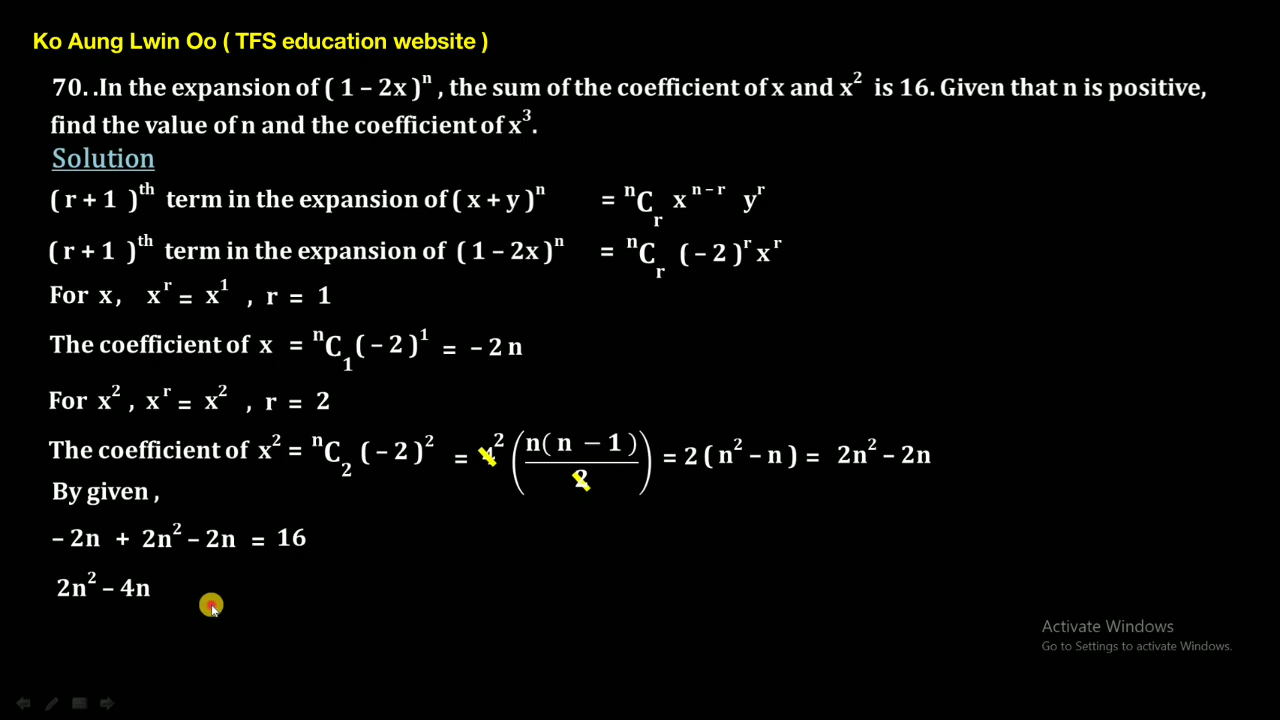 Ko Aung Lwin Oo ( TFS education website )
70. .In the expansion of ( 1 – 2x )ⁿ , the sum of the coefficient of x and x² is 16. Given that n is positive,
find the value of n and the coefficient of x³.
Solution
( r + 1 )ᵗʰ term in the expansion of ( x + y )ⁿ = ⁿCᵣ xⁿ⁻ʳ yʳ
( r + 1 )ᵗʰ term in the expansion of ( 1 – 2x )ⁿ = ⁿCᵣ ( – 2 )ʳ xʳ
For x, xʳ = x¹ , r = 1
The coefficient of x = ⁿC₁ ( – 2 )¹ = – 2 n
For x² , xʳ = x² , r = 2
The coefficient of x² = ⁿC₂ ( – 2 )² = 4² ( n( n – 1 ) / 2 ) = 2 ( n² – n ) = 2n² – 2n
By given ,
– 2n + 2n² – 2n = 16
2n² – 4n
Activate Windows
Go to Settings to activate Windows.